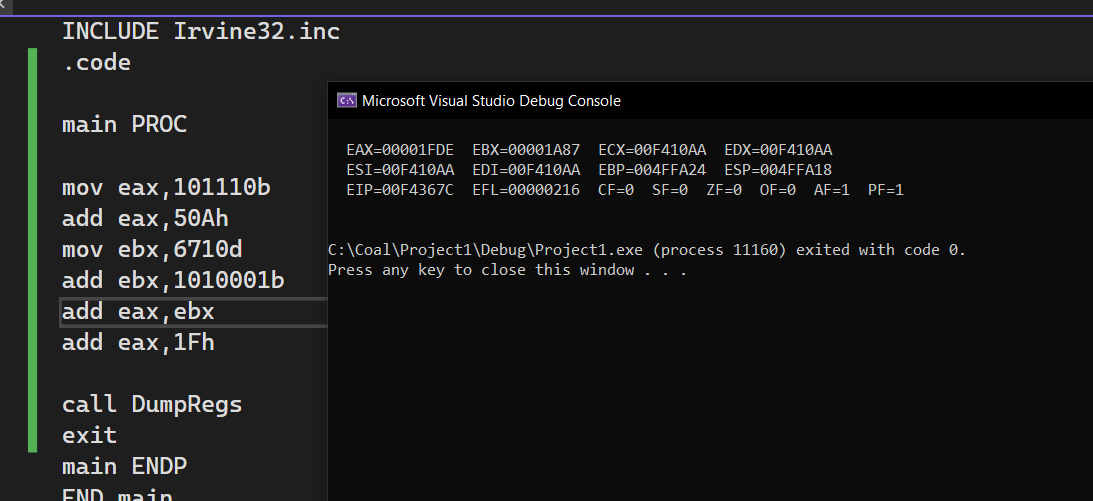 INCLUDE Irvine32.inc
.code
main PROC
mov eax,101110b
add eax,50Ah
mov ebx,6710d
add ebx,1010001b
add eax,ebx
add eax,1Fh
call DumpRegs
exit
main ENDP
END main
Microsoft Visual Studio Debug Console
EAX=00001FDE  EBX=00001A87  ECX=00F410AA  EDX=00F410AA
ESI=00F410AA  EDI=00F410AA  EBP=004FFA24  ESP=004FFA18
EIP=00F4367C  EFL=00000216  CF=0  SF=0  ZF=0  OF=0  AF=1  PF=1
C:\Coal\Project1\Debug\Project1.exe (process 11160) exited with code 0.
Press any key to close this window . . .